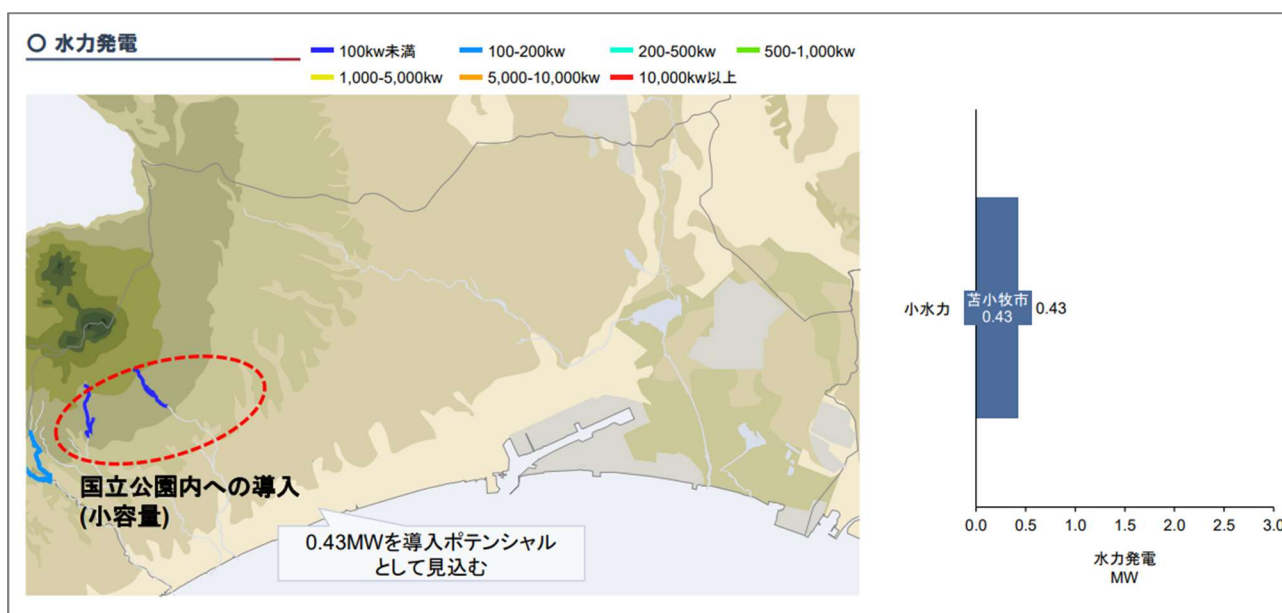 〇 水力発電
100kw未満
100-200kw
200-500kw
500-1,000kw
1,000-5,000kw
5,000-10,000kw
10,000kw以上
国立公園内への導入
(小容量)
0.43MWを導入ポテンシャル
として見込む
小水力
苫小牧市
0.43
0.43
0.0 0.5 1.0 1.5 2.0 2.5 3.0
水力発電
MW